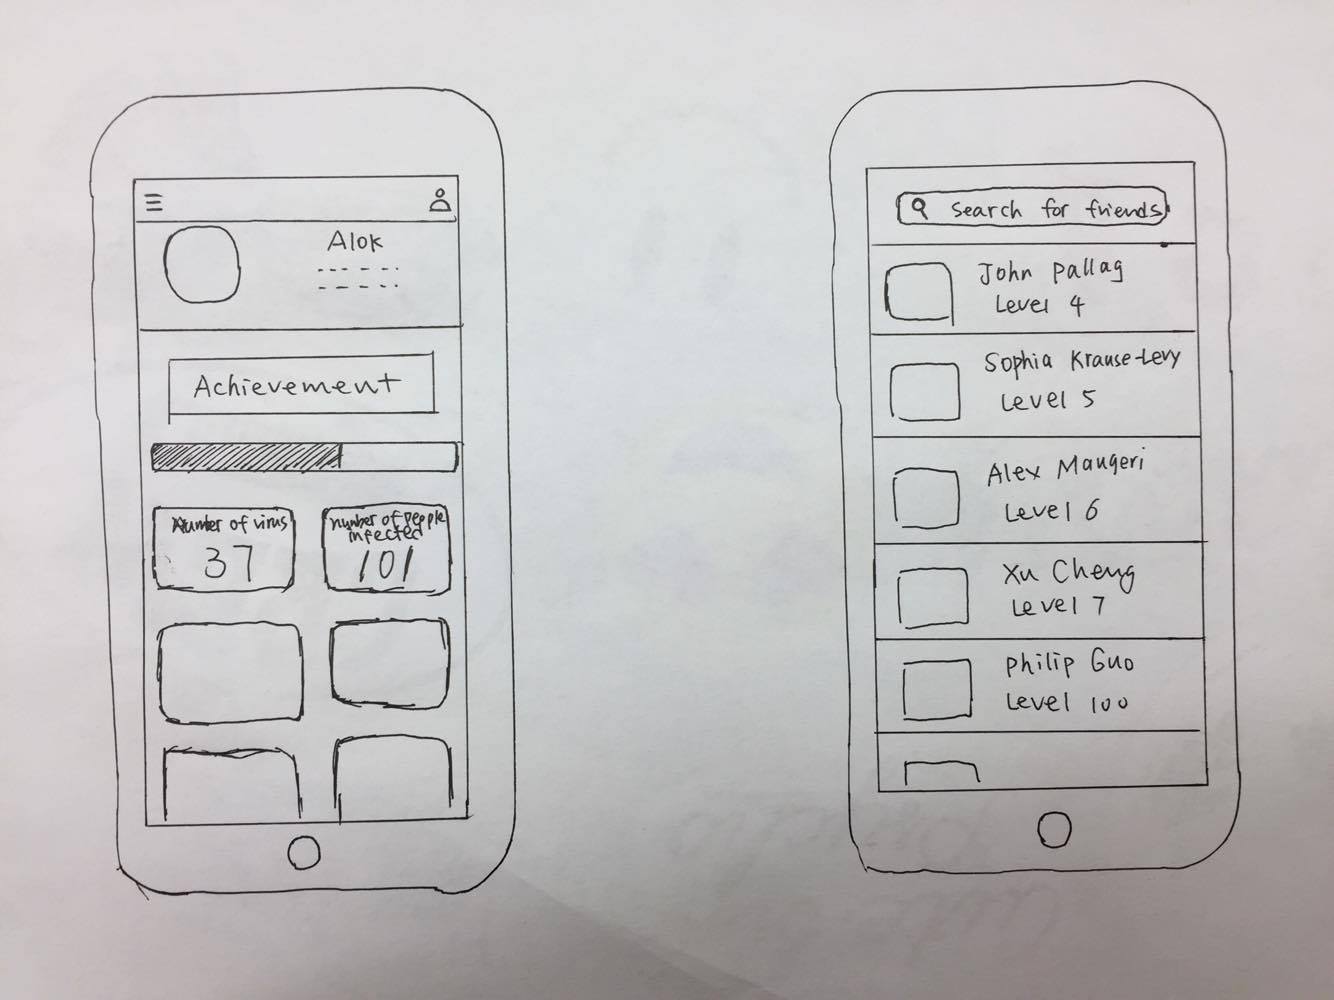 Alok
Achievement
Number of virus
37
number of people
infected
101
Search for friends
John Pallag
Level 4
Sophia Krause-Levy
Level 5
Alex Maugeri
Level 6
Xu Cheng
Level 7
Philip Guo
Level 100